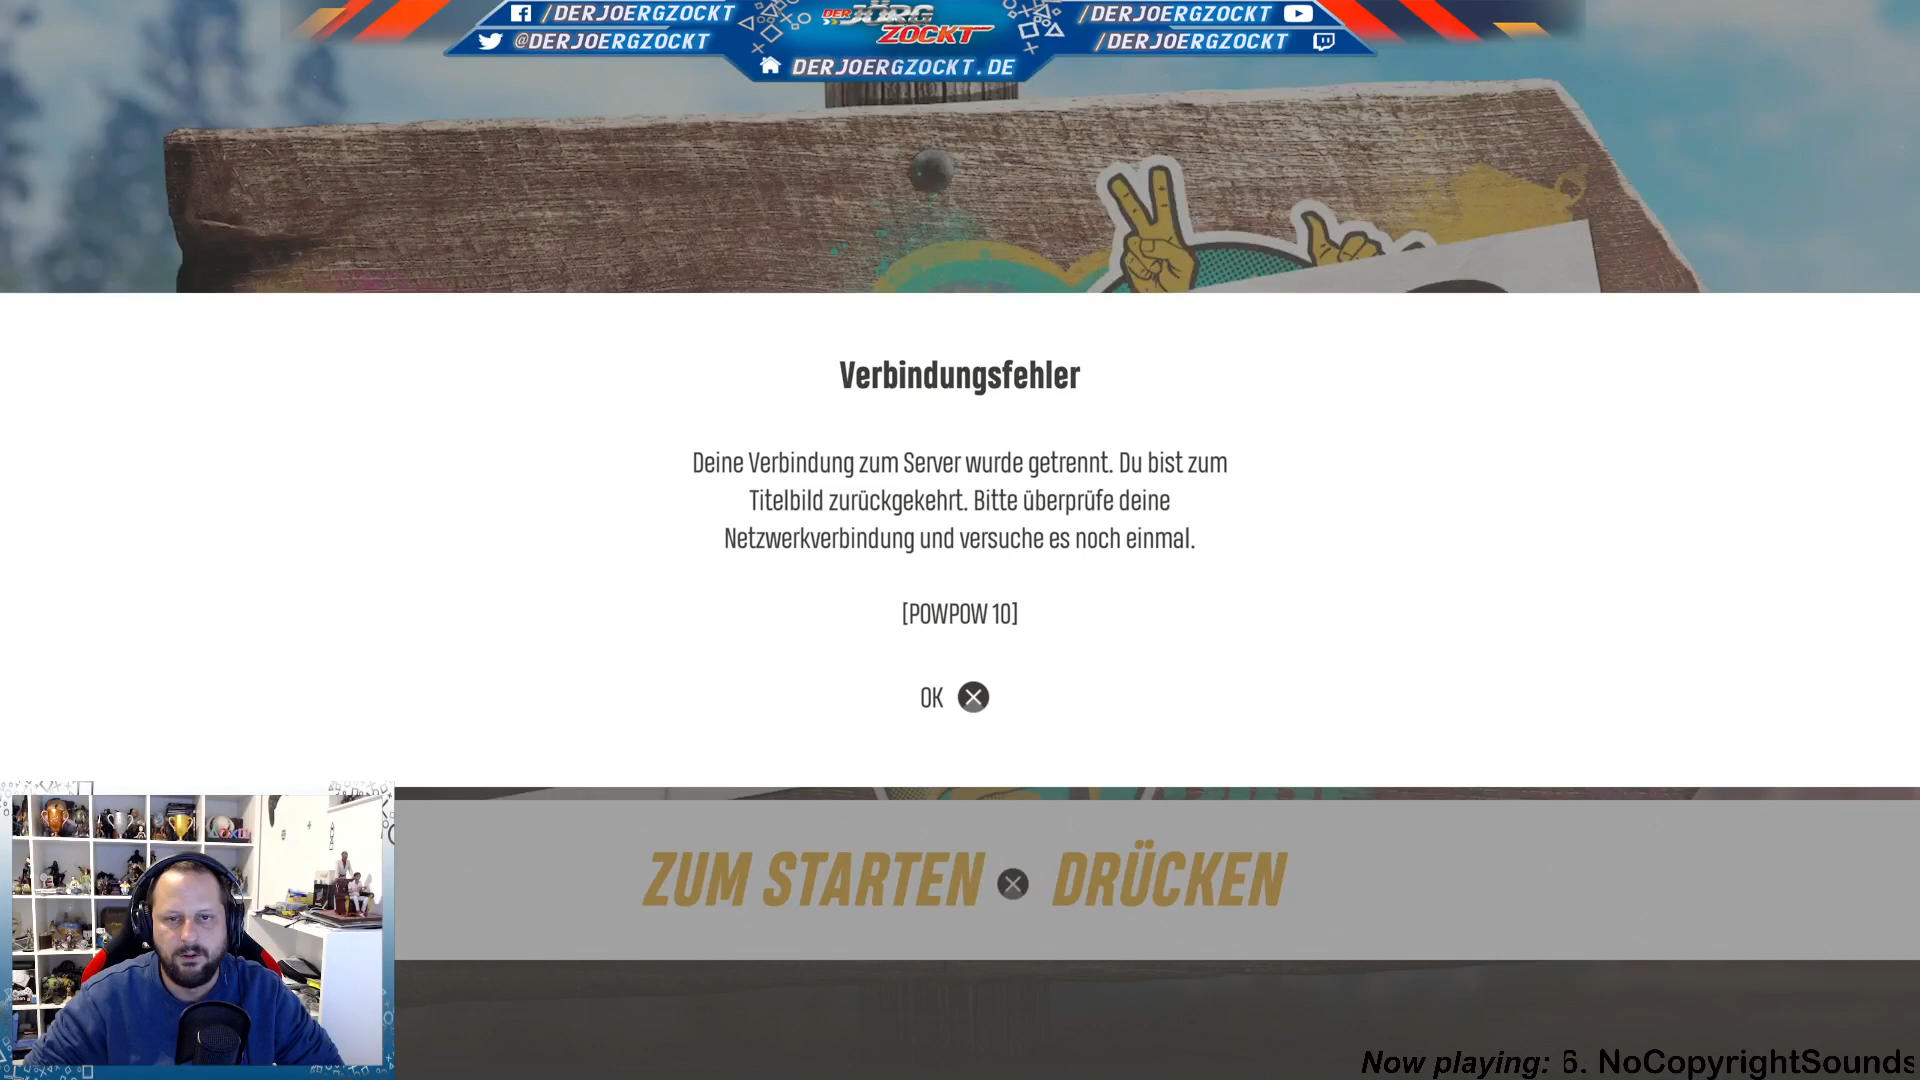 /DERJOERGZOCKT
DER JÖRG
ZOCKT
/DERJOERGZOCKT
@DERJOERGZOCKT
/DERJOERGZOCKT
DERJOERGZOCKT.DE
Verbindungsfehler
Deine Verbindung zum Server wurde getrennt. Du bist zum
Titelbild zurückgekehrt. Bitte überprüfe deine
Netzwerkverbindung und versuche es noch einmal.
[POWPOW 10]
OK
ZUM STARTEN DRÜCKEN
Now playing: 6. NoCopyrightSounds